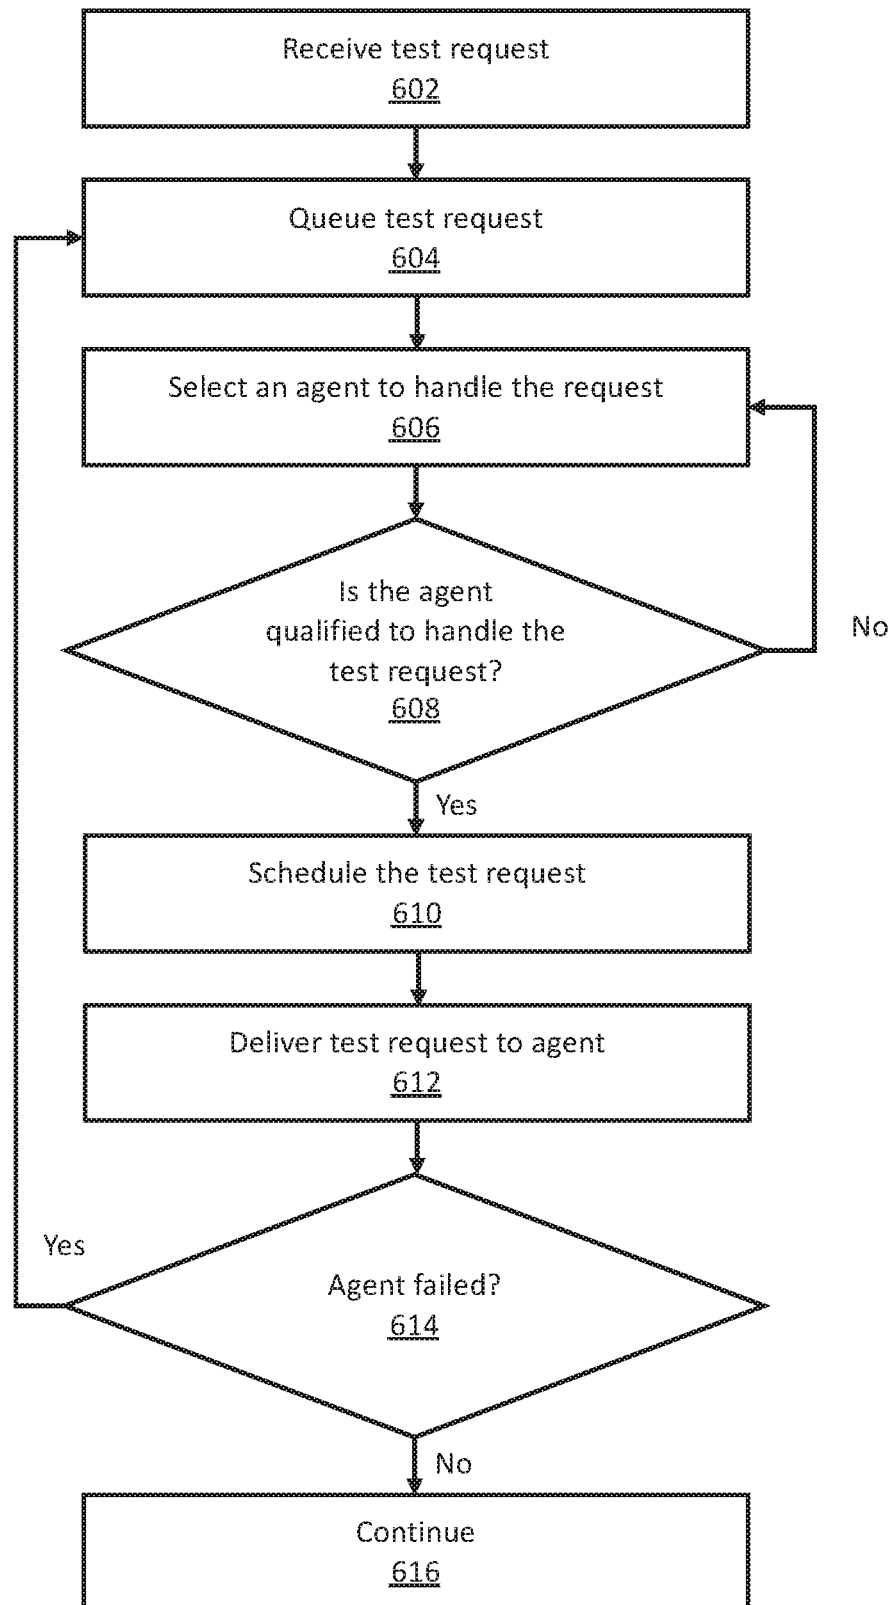 Receive test request
602
Queue test request
604
Select an agent to handle the request
606
Is the agent
qualified to handle the
test request?
608
No
Yes
Schedule the test request
610
Deliver test request to agent
612
Yes
Agent failed?
614
No
Continue
616